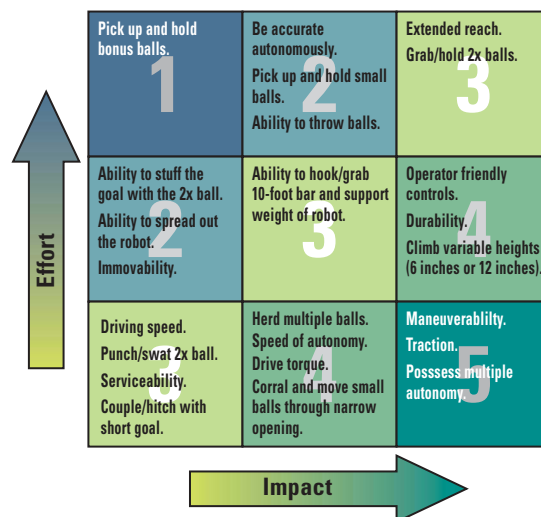 Pick up and hold
bonus balls.
1
Be accurate
autonomously.
Pick up and hold small
balls.
Ability to throw balls.
2
Extended reach.
Grab/hold 2x balls.
3
Ability to stuff the
goal with the 2x ball.
Ability to spread out
the robot.
Immovability.
2
Ability to hook/grab
10-foot bar and support
weight of robot.
3
Operator friendly
controls.
Durability.
Climb variable heights
(6 inches or 12 inches).
4
Driving speed.
Punch/swat 2x ball.
Serviceability.
Couple/hitch with
short goal.
3
Herd multiple balls.
Speed of autonomy.
Drive torque.
Corral and move small
balls through narrow
opening.
4
Maneuverablilty.
Traction.
Posssess multiple
autonomy.
5
Effort
Impact